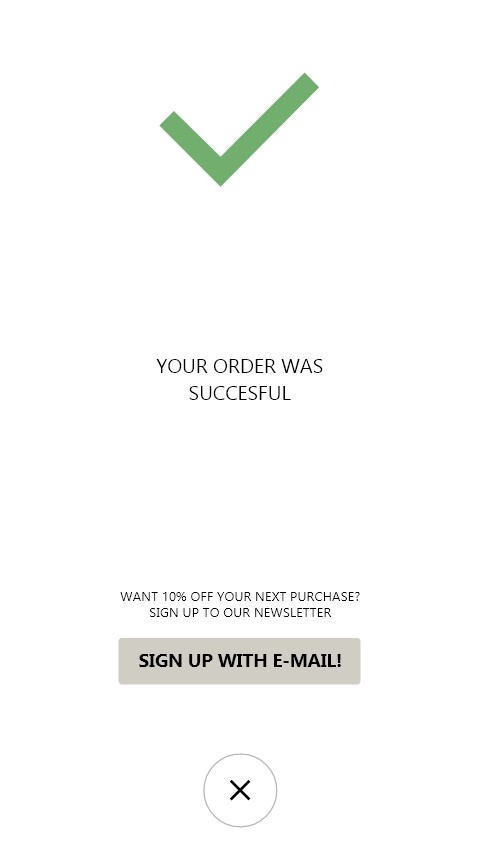 YOUR ORDER WAS
SUCCESFUL
WANT 10% OFF YOUR NEXT PURCHASE?
SIGN UP TO OUR NEWSLETTER
SIGN UP WITH E-MAIL!